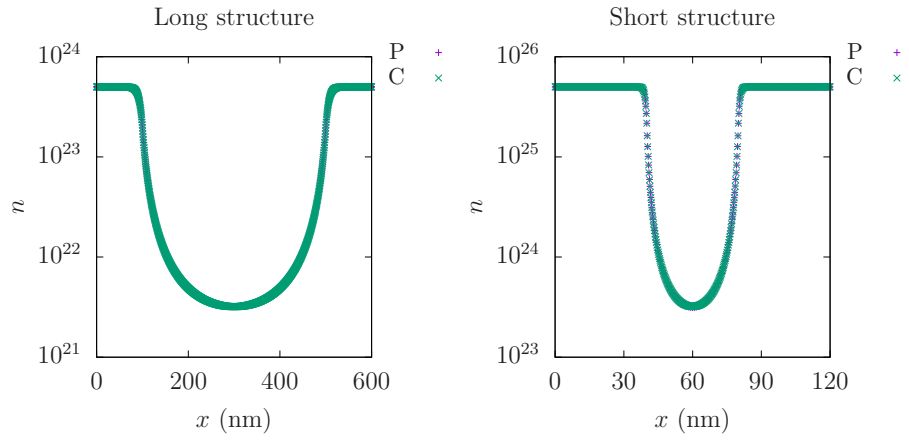 Long structure
10^24
10^23
10^22
10^21
n
0 200 400 600
x (nm)
P +
C ×
Short structure
10^26
10^25
10^24
10^23
n
0 30 60 90 120
x (nm)
P +
C ×